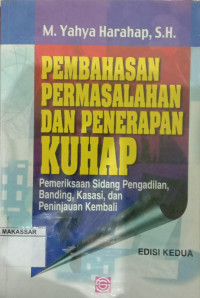 M. Yahya Harahap, S.H.
PEMBAHASAN
PERMASALAHAN
DAN PENERAPAN
KUHAP
Pemeriksaan Sidang Pengadilan,
Banding, Kasasi, dan
Peninjauan Kembali
MAKASSAR
EDISI KEDUA